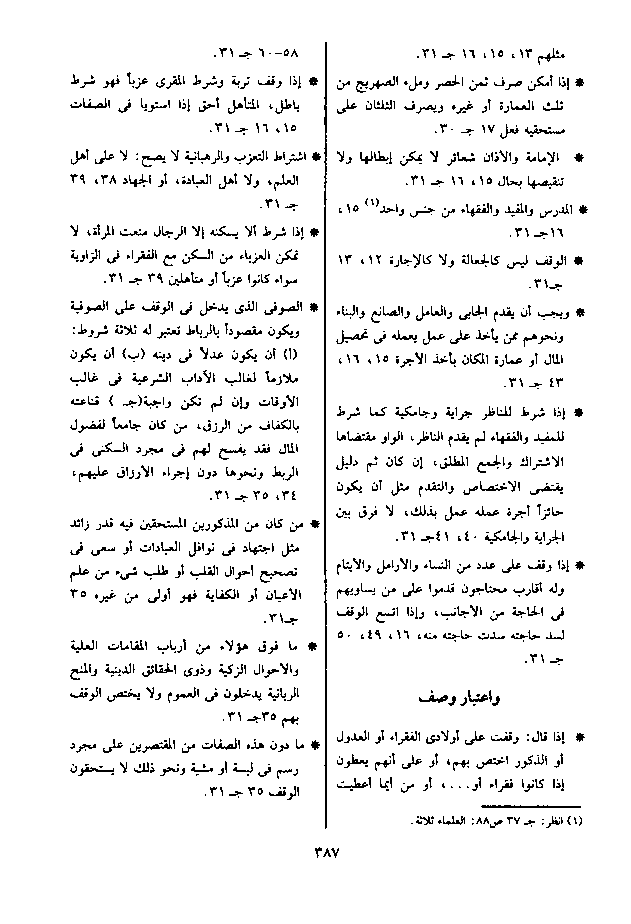 مثلهم ١٣، ١٥، ١٦ جـ ٣١.
* إذا أمكن صرف ثمن الحصر وملء الصهريج من
ثلث العمارة أو غيره ويصرف الثلثان على
مستحقيه فعل ١٧ جـ ٣٠.
* الإمامة والأذان شعائر لا يمكن إبطالها ولا
تنقيصها بحال ١٥، ١٦ جـ ٣١.
* المدرس والمفيد والفقهاء من جنس واحد(١) ١٥،
١٦جـ ٣١.
* الوقف ليس كالجعالة ولا كالإجارة ١٢، ١٣
جـ٣١.
* ويجب أن يقدم الجابى والعامل والصانع والبناء
ونحوهم ممن يأخذ على عمل يعمله فى تحصيل
المال أو عمارة المكان بأخذ الأجرة ١٥، ١٦،
٤٣ جـ ٣١.
* إذا شرط للناظر جراية وجامكية كما شرط
للمفيد والفقهاء لم يقدم الناظر، الواو مقتضاها
الاشتراك والجمع المطلق، إن كان ثم دليل
يقتضى الاختصاص والتقدم مثل أن يكون
حائزاً أجرة عمله عمل بذلك، لا فرق بين
الجراية والجامكية ٤٠، ٤١جـ ٣١.
* إذا وقف على عدد من النساء والأرامل والأيتام
وله أقارب محتاجون قدموا على من يساويهم
فى الحاجة من الأجانب، وإذا اتسع الوقف
لسد حاجته سدت حاجته منه، ١٦، ٤٩، ٥٠
جـ ٣١.
واعتبار وصف
* إذا قال: وقفت على أولادى الفقراء أو العدول
أو الذكور اختص بهم، أو على أنهم يعطون
إذا كانوا فقراء أو...، أو من أيما أعطيت
(١) انظر: جـ ٣٧ ص٨٨: العلماء ثلاثة.
٥٨-٦٠ جـ ٣١.
* إذا وقف تربة وشرط المقرى عزباً فهو شرط
باطل، المتأهل أحق إذا استويا فى الصفات
١٥، ١٦ جـ ٣١.
* اشتراط التعزب والرهبانية لا يصح: لا على أهل
العلم، ولا أهل العبادة، أو الجهاد ٣٨، ٣٩
جـ ٣١.
* إذا شرط ألا يسكنه إلا الرجال منعت المرأة، لا
تمكن العزباء من السكن مع الفقراء فى الزاوية
سواء كانوا عزباً أو متأهلين ٣٩ جـ ٣١.
* الصوفى الذى يدخل فى الوقف على الصوفية
ويكون مقصوداً بالرباط تعتبر له ثلاثة شروط:
(أ) أن يكون عدلاً فى دينه (ب) أن يكون
ملازماً لغالب الآداب الشرعية فى غالب
الأوقات وإن لم تكن واجبة(جـ ) قناعته
بالكفاف من الرزق، من كان جامعاً لفضول
المال فقد يفسح لهم فى مجرد السكنى فى
الربط ونحوها دون إجراء الأرزاق عليهم،
٣٤، ٣٥ جـ ٣١.
* من كان من المذكورين المستحقين فيه قدر زائد
مثل اجتهاد فى نوافل العبادات أو سعى فى
تصحيح أحوال القلب أو طلب شىء من علم
الأعيان أو الكفاية فهو أولى من غيره ٣٥
جـ٣١.
* ما فوق هؤلاء من أرباب المقامات العلية
والأحوال الزكية وذوى الحقائق الدينية والمنح
الربانية يدخلون فى العموم ولا يختص الوقف
بهم ٣٥جـ ٣١.
* ما دون هذه الصفات من المقتصرين على مجرد
رسم فى لبسة أو مشية ونحو ذلك لا يستحقون
الوقف ٣٥ جـ ٣١.
٣٨٧